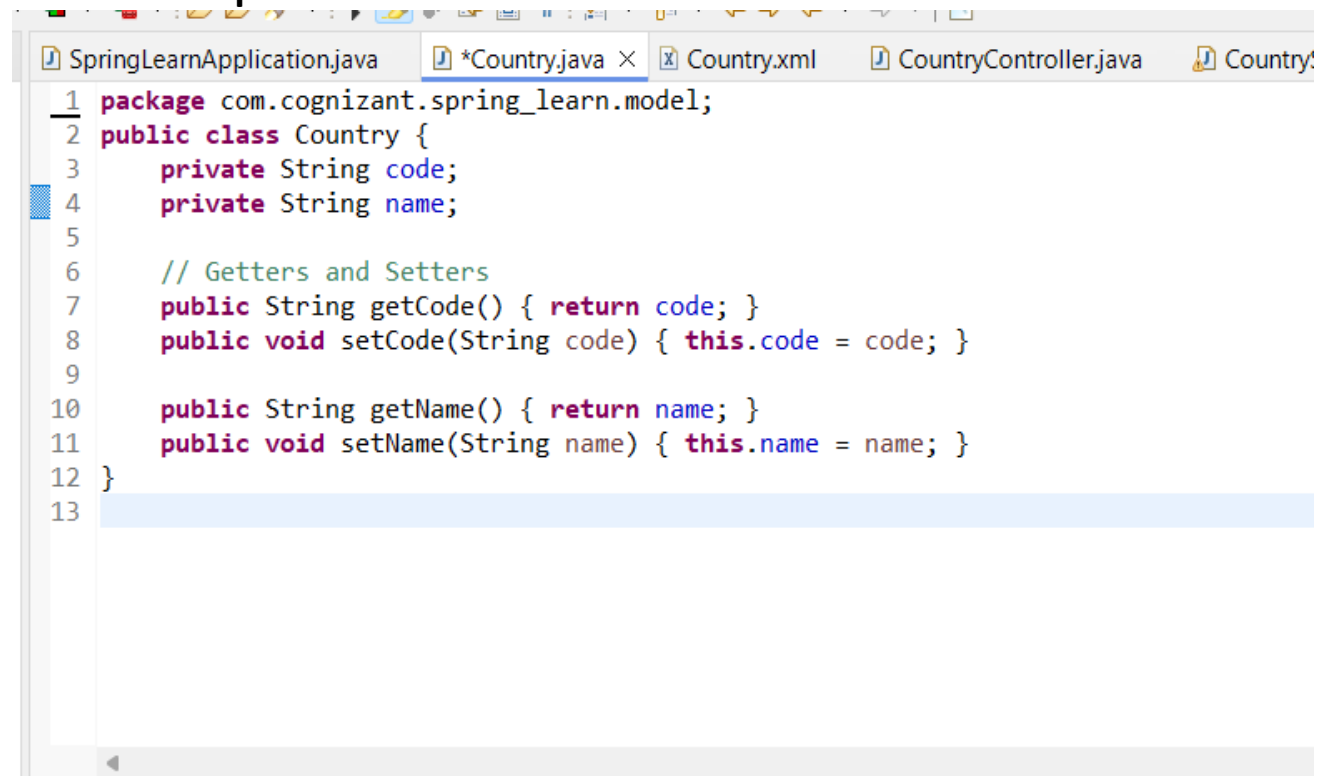 SpringLearnApplication.java *Country.java Country.xml CountryController.java
1 package com.cognizant.spring_learn.model;
2 public class Country {
3     private String code;
4     private String name;
5
6     // Getters and Setters
7     public String getCode() { return code; }
8     public void setCode(String code) { this.code = code; }
9
10     public String getName() { return name; }
11     public void setName(String name) { this.name = name; }
12 }
13